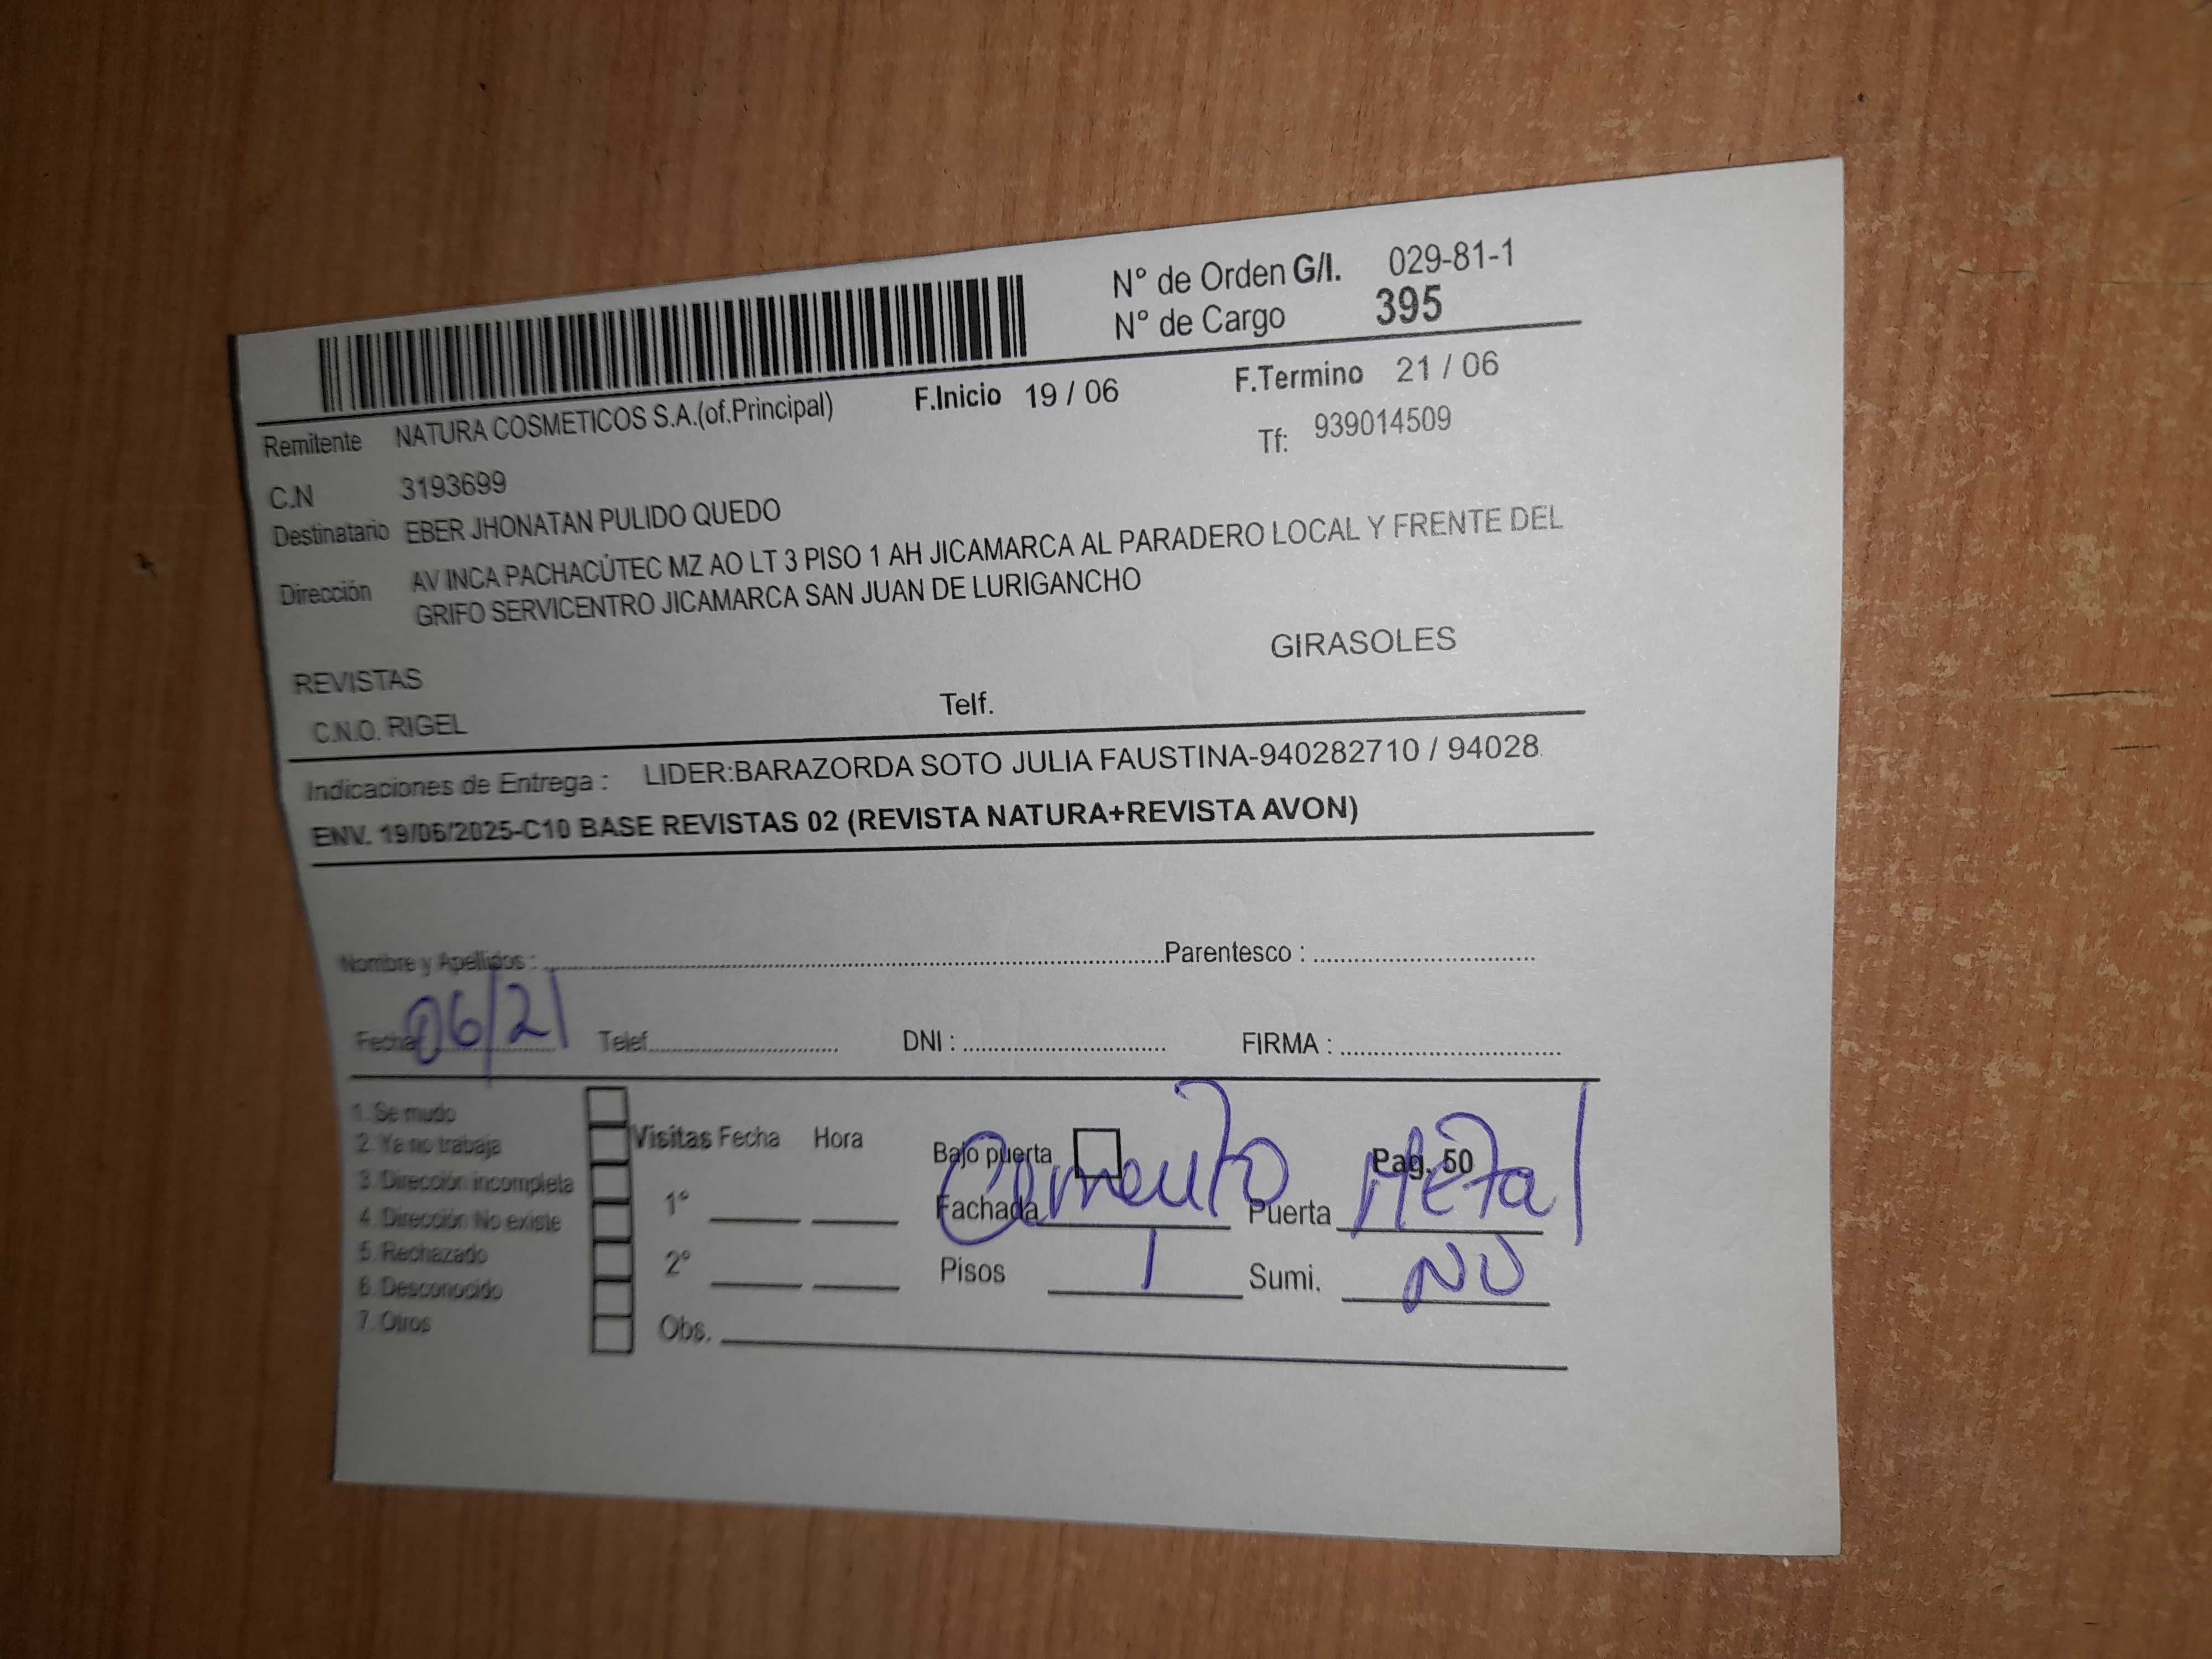 N° de Orden G/I. 029-81-1
N° de Cargo 395
Remitente NATURA COSMETICOS S.A.(of.Principal) F.Inicio 19 / 06 F.Termino 21 / 06
C.N 3193699 Tf: 939014509
Destinatario EBER JHONATAN PULIDO QUEDO
Dirección AV INCA PACHACÚTEC MZ AO LT 3 PISO 1 AH JICAMARCA AL PARADERO LOCAL Y FRENTE DEL
GRIFO SERVICENTRO JICAMARCA SAN JUAN DE LURIGANCHO
REVISTAS GIRASOLES
C.N.O. RIGEL Telf.
Indicaciones de Entrega : LIDER:BARAZORDA SOTO JULIA FAUSTINA-940282710 / 94028
ENV. 19/06/2025-C10 BASE REVISTAS 02 (REVISTA NATURA+REVISTA AVON)
Nombre y Apellidos : Parentesco :
Fecha 06/21 Telef. DNI : FIRMA :
1. Se mudo
2. Ya no trabaja
3. Dirección incompleta
4. Dirección No existe
5. Rechazado
6. Desconocido
7. Otros
Visitas Fecha Hora
1°
2°
Obs.
Bajo puerta Pag. 50
Fachada Cemento Puerta Metal
Pisos 1 Sumi. NO